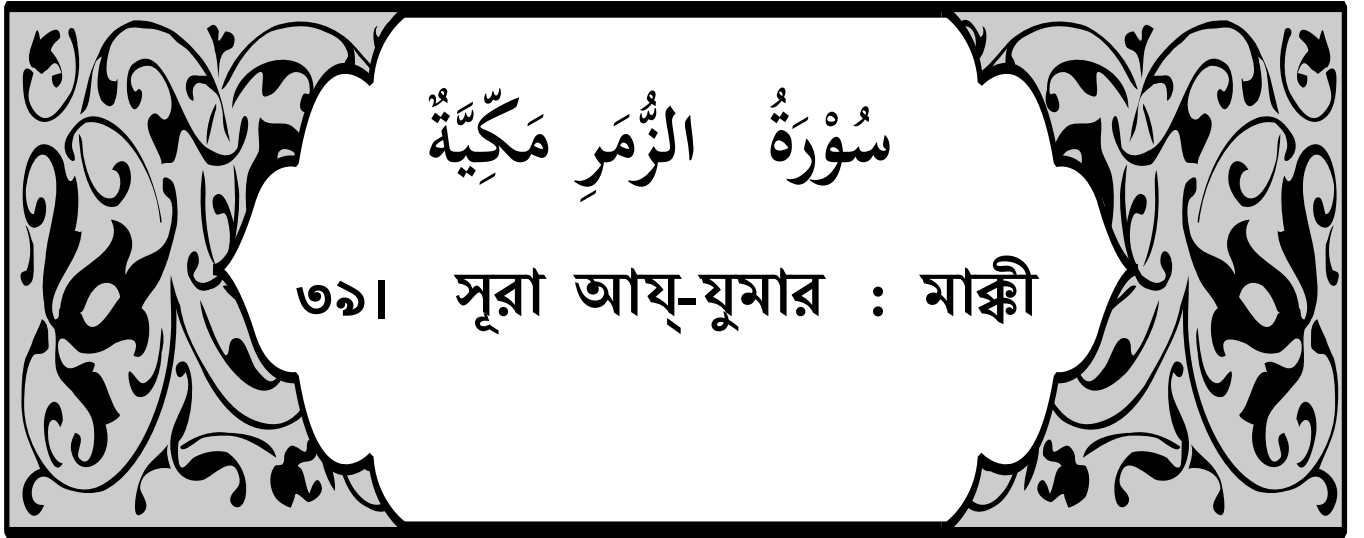 سُوْرَةُ الزُّمَرِ مَكِّيَّةٌ
৩৯। সূরা আয্-যুমার : মাক্কী